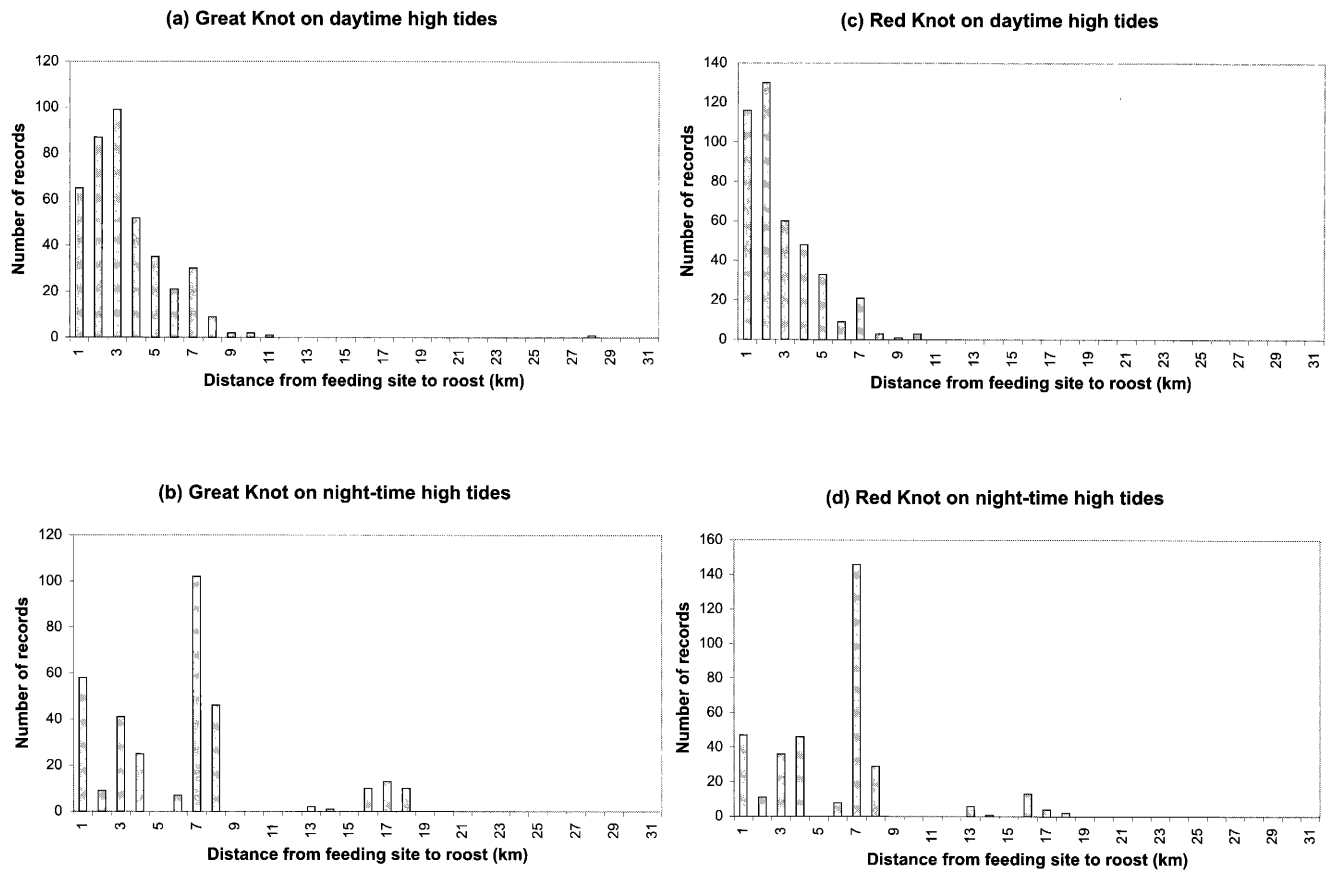 (a) Great Knot on daytime high tides
120
100
80
60
40
20
0
Number of records
1 3 5 7 9 11 13 15 17 19 21 23 25 27 29 31
Distance from feeding site to roost (km)
(c) Red Knot on daytime high tides
140
120
100
80
60
40
20
0
Number of records
1 3 5 7 9 11 13 15 17 19 21 23 25 27 29 31
Distance from feeding site to roost (km)
(b) Great Knot on night-time high tides
120
100
80
60
40
20
0
Number of records
1 3 5 7 9 11 13 15 17 19 21 23 25 27 29 31
Distance from feeding site to roost (km)
(d) Red Knot on night-time high tides
160
140
120
100
80
60
40
20
0
Number of records
1 3 5 7 9 11 13 15 17 19 21 23 25 27 29 31
Distance from feeding site to roost (km)